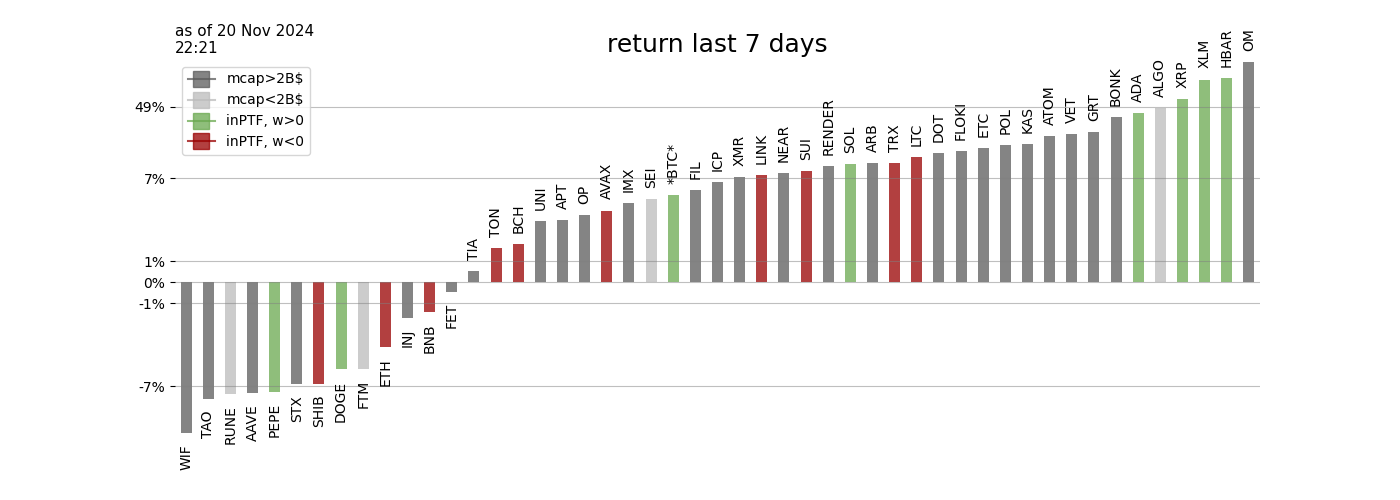 as of 20 Nov 2024
22:21
return last 7 days
mcap>2B$
mcap<2B$
inPTF, w>0
inPTF, w<0
49%
7%
1%
0%
-1%
-7%
WIF
TAO
RUNE
AAVE
PEPE
STX
SHIB
DOGE
FTM
ETH
INJ
BNB
FET
TIA
TON
BCH
UNI
APT
OP
AVAX
IMX
SEI
*BTC*
FIL
ICP
XMR
LINK
NEAR
SUI
RENDER
SOL
ARB
TRX
LTC
DOT
FLOKI
ETC
POL
KAS
ATOM
VET
GRT
BONK
ADA
ALGO
XRP
XLM
HBAR
OM